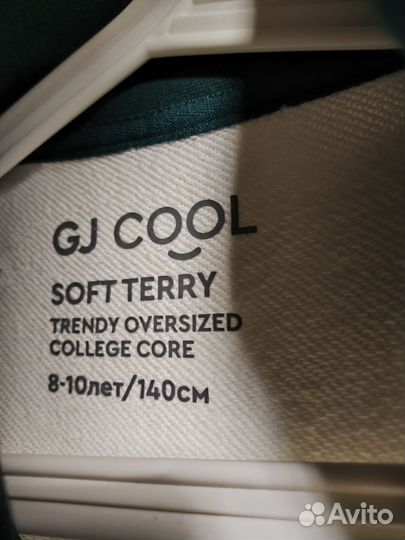 GJ COOL
SOFT TERRY
TRENDY OVERSIZED
COLLEGE CORE
8-10лет/140см
Avito